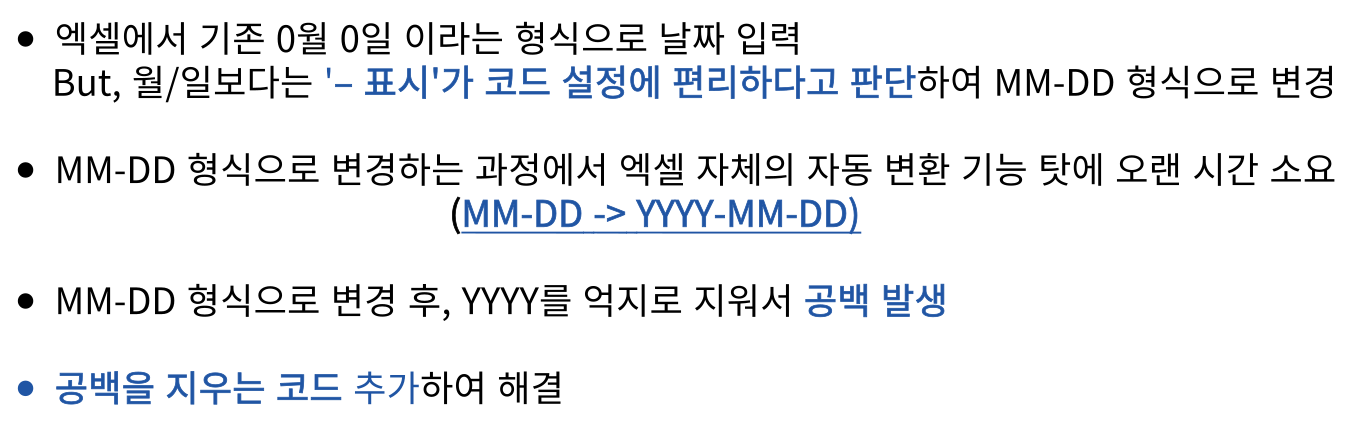 • 엑셀에서 기존 0월 0일 이라는 형식으로 날짜 입력
But, 월/일보다는 '– 표시'가 코드 설정에 편리하다고 판단하여 MM-DD 형식으로 변경
• MM-DD 형식으로 변경하는 과정에서 엑셀 자체의 자동 변환 기능 탓에 오랜 시간 소요
(MM-DD -> YYYY-MM-DD)
• MM-DD 형식으로 변경 후, YYYY를 억지로 지워서 공백 발생
• 공백을 지우는 코드 추가하여 해결